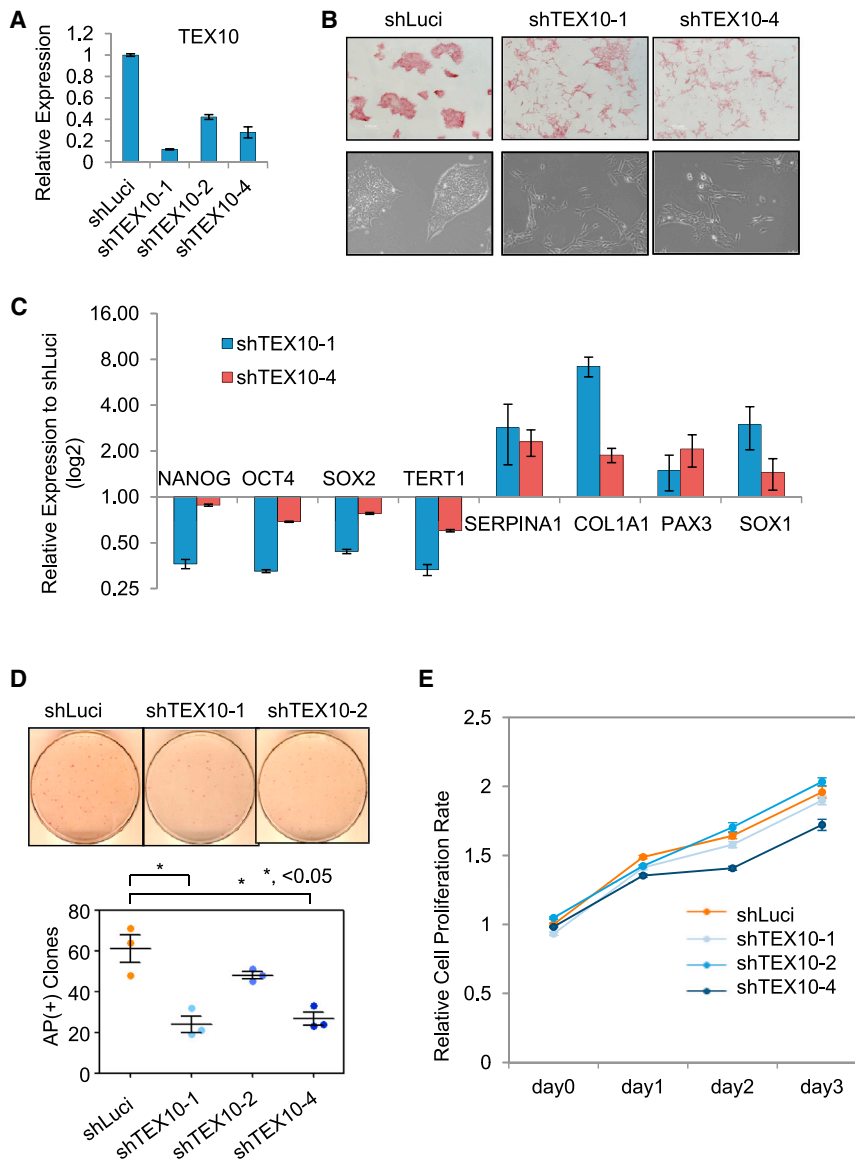 A
TEX10
Relative Expression
1.2
1
0.8
0.6
0.4
0.2
0
shLuci
shTEX10-1
shTEX10-2
shTEX10-4
B
shLuci
shTEX10-1
shTEX10-4
C
Relative Expression to shLuci
(log2)
16.00
8.00
4.00
2.00
1.00
0.50
0.25
shTEX10-1
shTEX10-4
NANOG
OCT4
SOX2
TERT1
SERPINA1
COL1A1
PAX3
SOX1
D
shLuci
shTEX10-1
shTEX10-2
*
*
*, <0.05
AP(+) Clones
80
60
40
20
0
shLuci
shTEX10-1
shTEX10-2
shTEX10-4
E
Relative Cell Proliferation Rate
2.5
2
1.5
1
0.5
0
shLuci
shTEX10-1
shTEX10-2
shTEX10-4
day0
day1
day2
day3